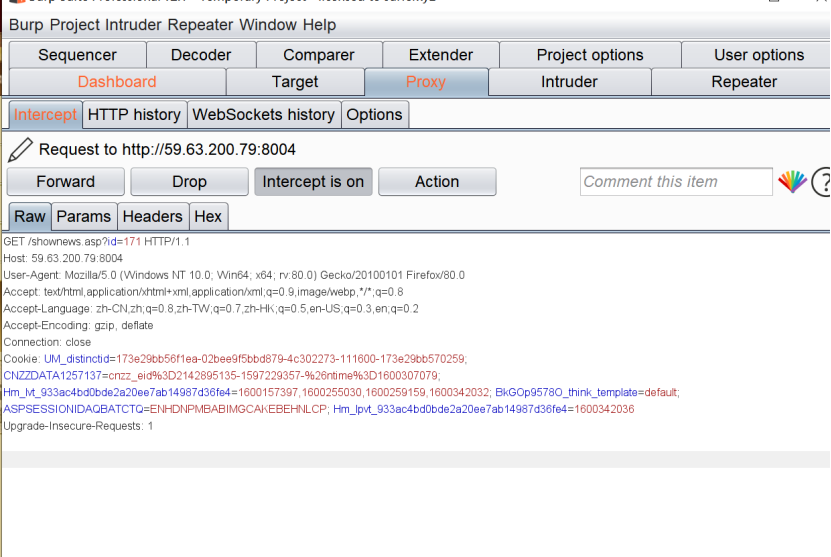 Burp Project Intruder Repeater Window Help
Sequencer Decoder Comparer Extender Project options User options
Dashboard Target Proxy Intruder Repeater
Intercept HTTP history WebSockets history Options
Request to http://59.63.200.79:8004
Forward Drop Intercept is on Action Comment this item ?
Raw Params Headers Hex
GET /shownews.asp?id=171 HTTP/1.1
Host: 59.63.200.79:8004
User-Agent: Mozilla/5.0 (Windows NT 10.0; Win64; x64; rv:80.0) Gecko/20100101 Firefox/80.0
Accept: text/html,application/xhtml+xml,application/xml;q=0.9,image/webp,*/*;q=0.8
Accept-Language: zh-CN,zh;q=0.8,zh-TW;q=0.7,zh-HK;q=0.5,en-US;q=0.3,en;q=0.2
Accept-Encoding: gzip, deflate
Connection: close
Cookie: UM_distinctid=173e29bb56f1ea-02bee9f5bbd879-4c302273-111600-173e29bb570259;
CNZZDATA1257137=cnzz_eid%3D2142895135-1597229357-%26ntime%3D1600307079;
Hm_lvt_933ac4bd0bde2a20ee7ab14987d36fe4=1600157397,1600255030,1600259159,1600342032; BkGOp9578O_think_template=default;
ASPSESSIONIDAQBATCTQ=ENHDNPMBABIMGCAKEBEHNLCP; Hm_lpvt_933ac4bd0bde2a20ee7ab14987d36fe4=1600342036
Upgrade-Insecure-Requests: 1